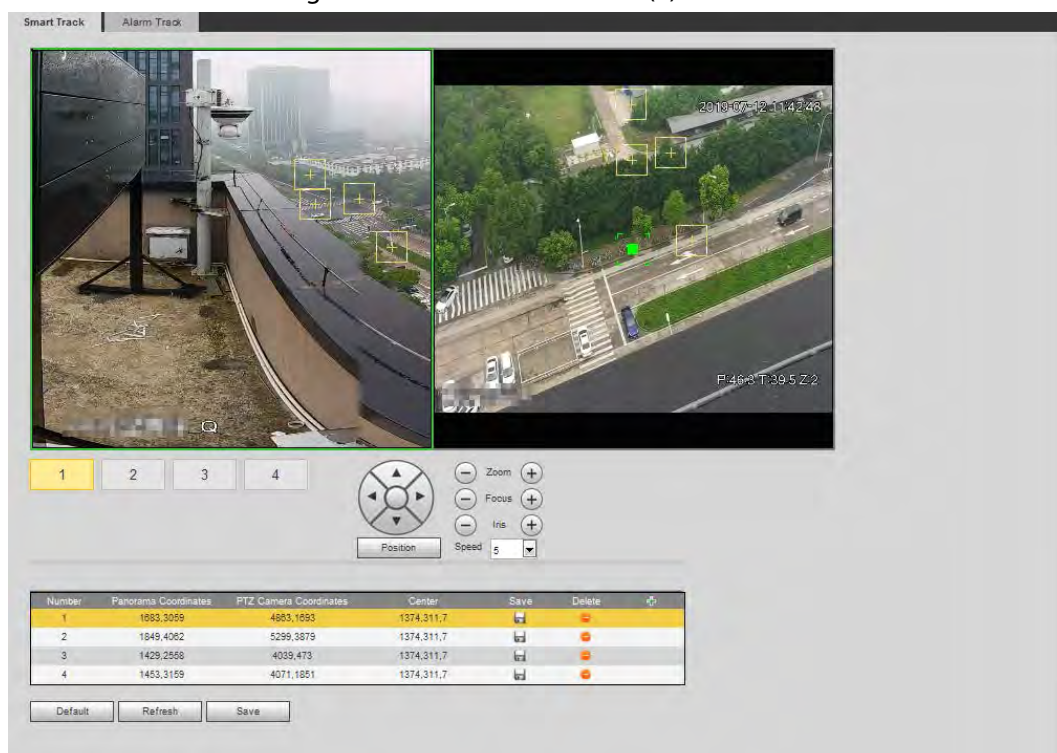 Smart Track Alarm Track
2019-07-12 11:42:48
P:46.3 T:39.5 Z:2
1 2 3 4
Zoom
Focus
Iris
Position Speed 5
Number Panorama Coordinates PTZ Camera Coordinates Center Save Delete
1 1683,3059 4863,1693 1374,311,7
2 1849,4062 5299,3879 1374,311,7
3 1429,2558 4039,473 1374,311,7
4 1453,3159 4071,1851 1374,311,7
Default Refresh Save